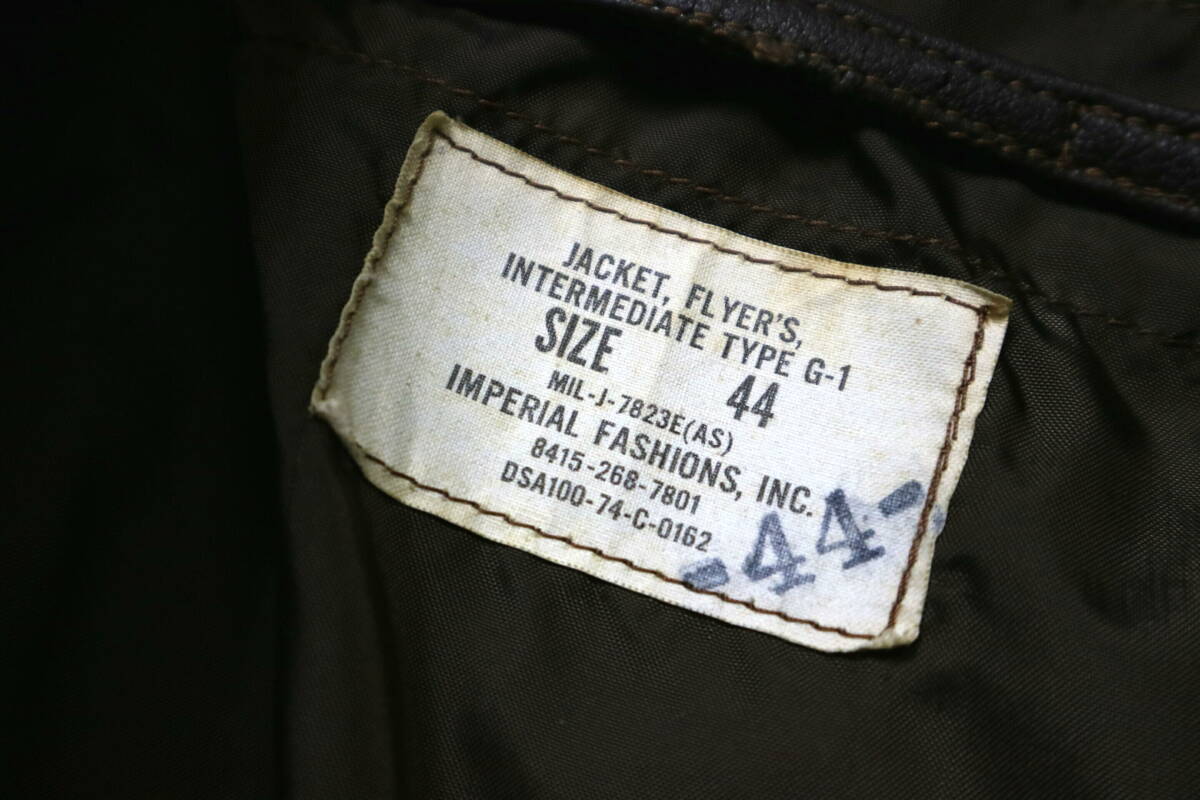 JACKET, FLYER'S,
INTERMEDIATE TYPE G-1
SIZE 44
MIL-J-7823E(AS)
IMPERIAL FASHIONS, INC.
8415-268-7801
DSA100-74-C-0162
-44-